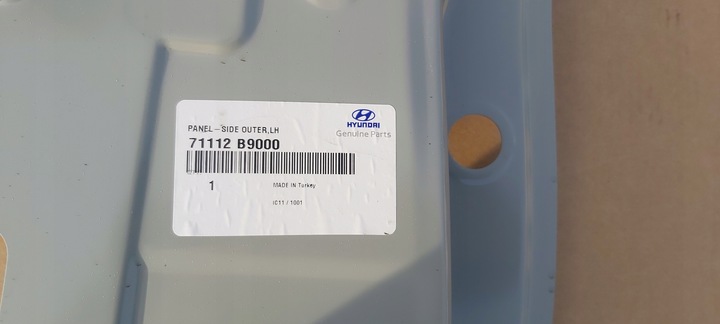 PANEL-SIDE OUTER,LH
HYUNDAI
Genuine Parts
71112 B9000
1
MADE IN Turkey
IC11 / 1001